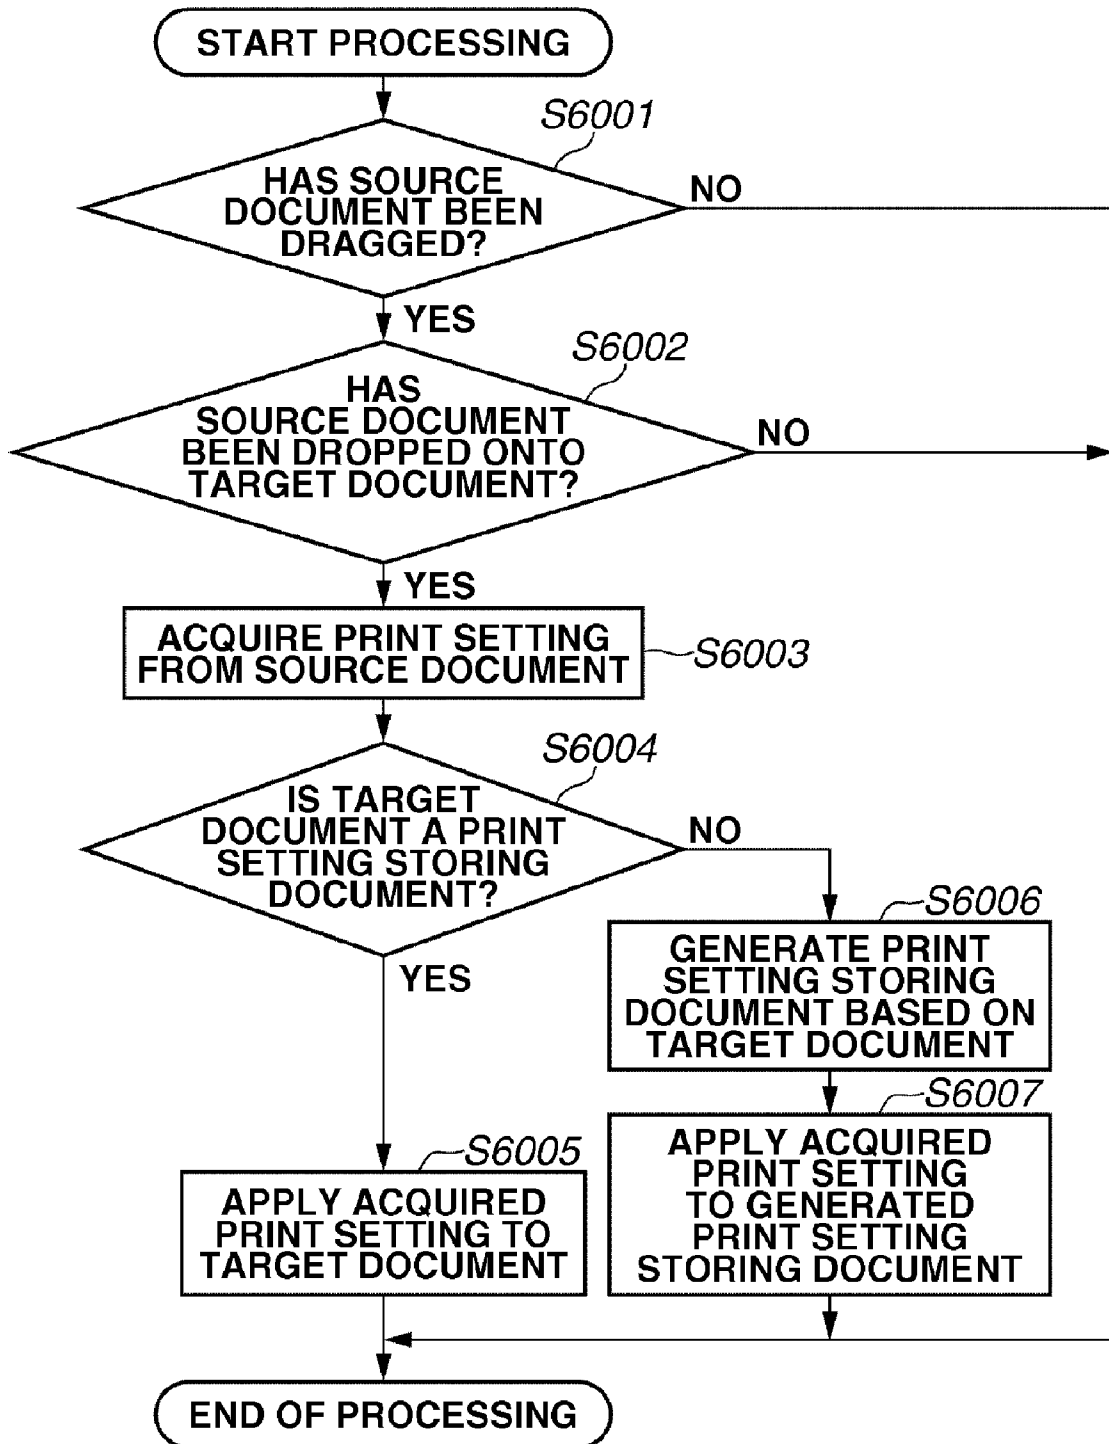 START PROCESSING
S6001
HAS SOURCE
DOCUMENT BEEN
DRAGGED?
NO
YES
S6002
HAS
SOURCE DOCUMENT
BEEN DROPPED ONTO
TARGET DOCUMENT?
NO
YES
ACQUIRE PRINT SETTING
FROM SOURCE DOCUMENT
S6003
S6004
IS TARGET
DOCUMENT A PRINT
SETTING STORING
DOCUMENT?
NO
YES
S6006
GENERATE PRINT
SETTING STORING
DOCUMENT BASED ON
TARGET DOCUMENT
S6007
APPLY ACQUIRED
PRINT SETTING
TO GENERATED
PRINT SETTING
STORING DOCUMENT
S6005
APPLY ACQUIRED
PRINT SETTING TO
TARGET DOCUMENT
END OF PROCESSING